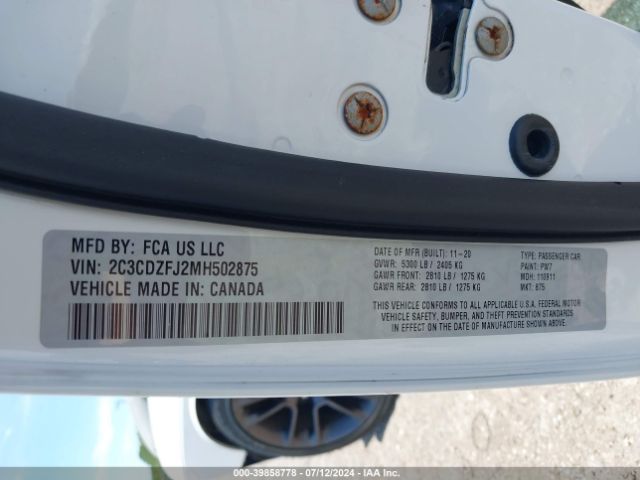 MFD BY: FCA US LLC
VIN: 2C3CDZFJ2MH502875
VEHICLE MADE IN: CANADA
DATE OF MFR (BUILT): 11-20
GVWR: 5300 LB / 2405 KG
GAWR FRONT: 2810 LB / 1275 KG
GAWR REAR: 2810 LB / 1275 KG
TYPE: PASSENGER CAR
PAINT: PW7
MDH: 110911
MKT: 875
THIS VEHICLE CONFORMS TO ALL APPLICABLE U.S.A. FEDERAL MOTOR
VEHICLE SAFETY, BUMPER, AND THEFT PREVENTION STANDARDS
IN EFFECT ON THE DATE OF MANUFACTURE SHOWN ABOVE.
000-39858778 - 07/12/2024 - IAA Inc.